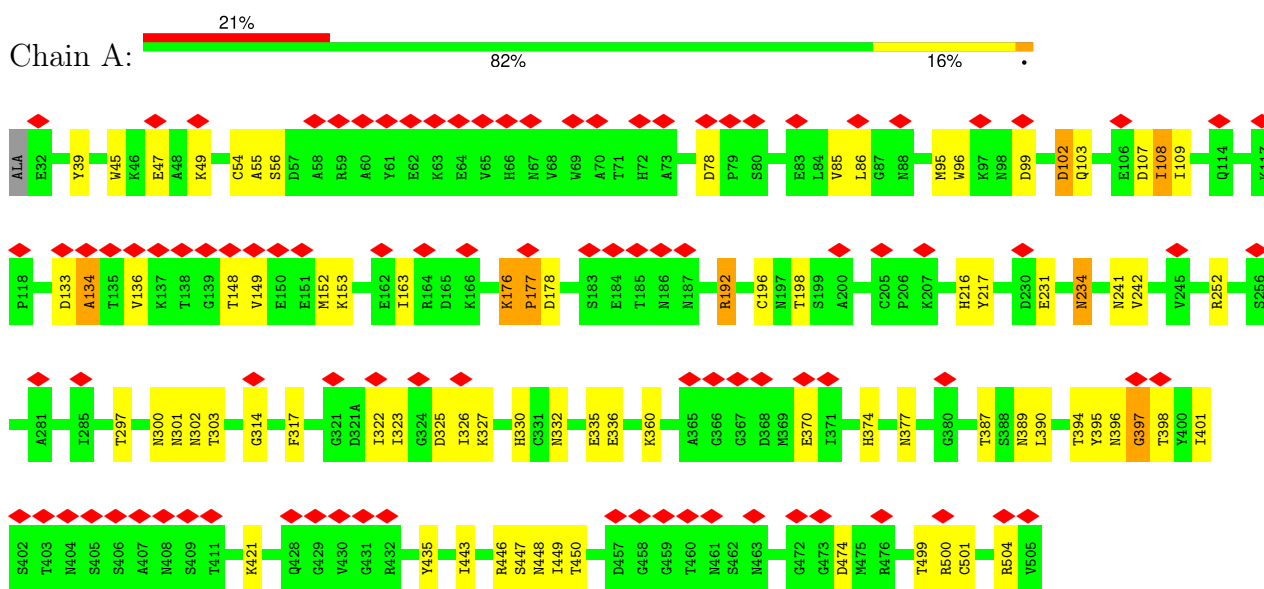 21%
Chain A:
82% 16% •
ALA E32 Y39 W45 K46 E47 A48 K49 C54 A55 S56 D57 A58 R59 A60 Y61 E62 K63 E64 V65 H66 N67 V68 W69 A70 T71 H72 A73 D78 P79 S80 E83 L84 V85 L86 G87 N88 M95 W96 K97 N98 D99 D102 Q103 E106 D107 I108 I109 Q114 K117
P118 D133 A134 T135 V136 K137 T138 G139 T148 V149 E150 E151 M152 K153 E162 I163 R164 D165 K166 K176 P177 D178 S183 E184 T185 N186 N187 R192 C196 N197 T198 S199 A200 C205 P206 K207 H216 Y217 D230 E231 N234 N241 V242 V245 R252 S256
A281 I285 T297 N300 N301 N302 T303 G314 F317 G321 D321A I322 I323 G324 D325 I326 K327 H330 C331 N332 E335 E336 K360 A365 G366 G367 D368 M369 E370 I371 H374 N377 G380 T387 S388 N389 L390 T394 Y395 N396 G397 T398 Y400 I401
S402 T403 N404 S405 S406 A407 N408 S409 T411 K421 Q428 G429 V430 G431 R432 Y435 I443 R446 S447 N448 I449 T450 D457 G458 G459 T460 N461 S462 N463 G472 G473 D474 M475 R476 T499 R500 C501 R504 V505